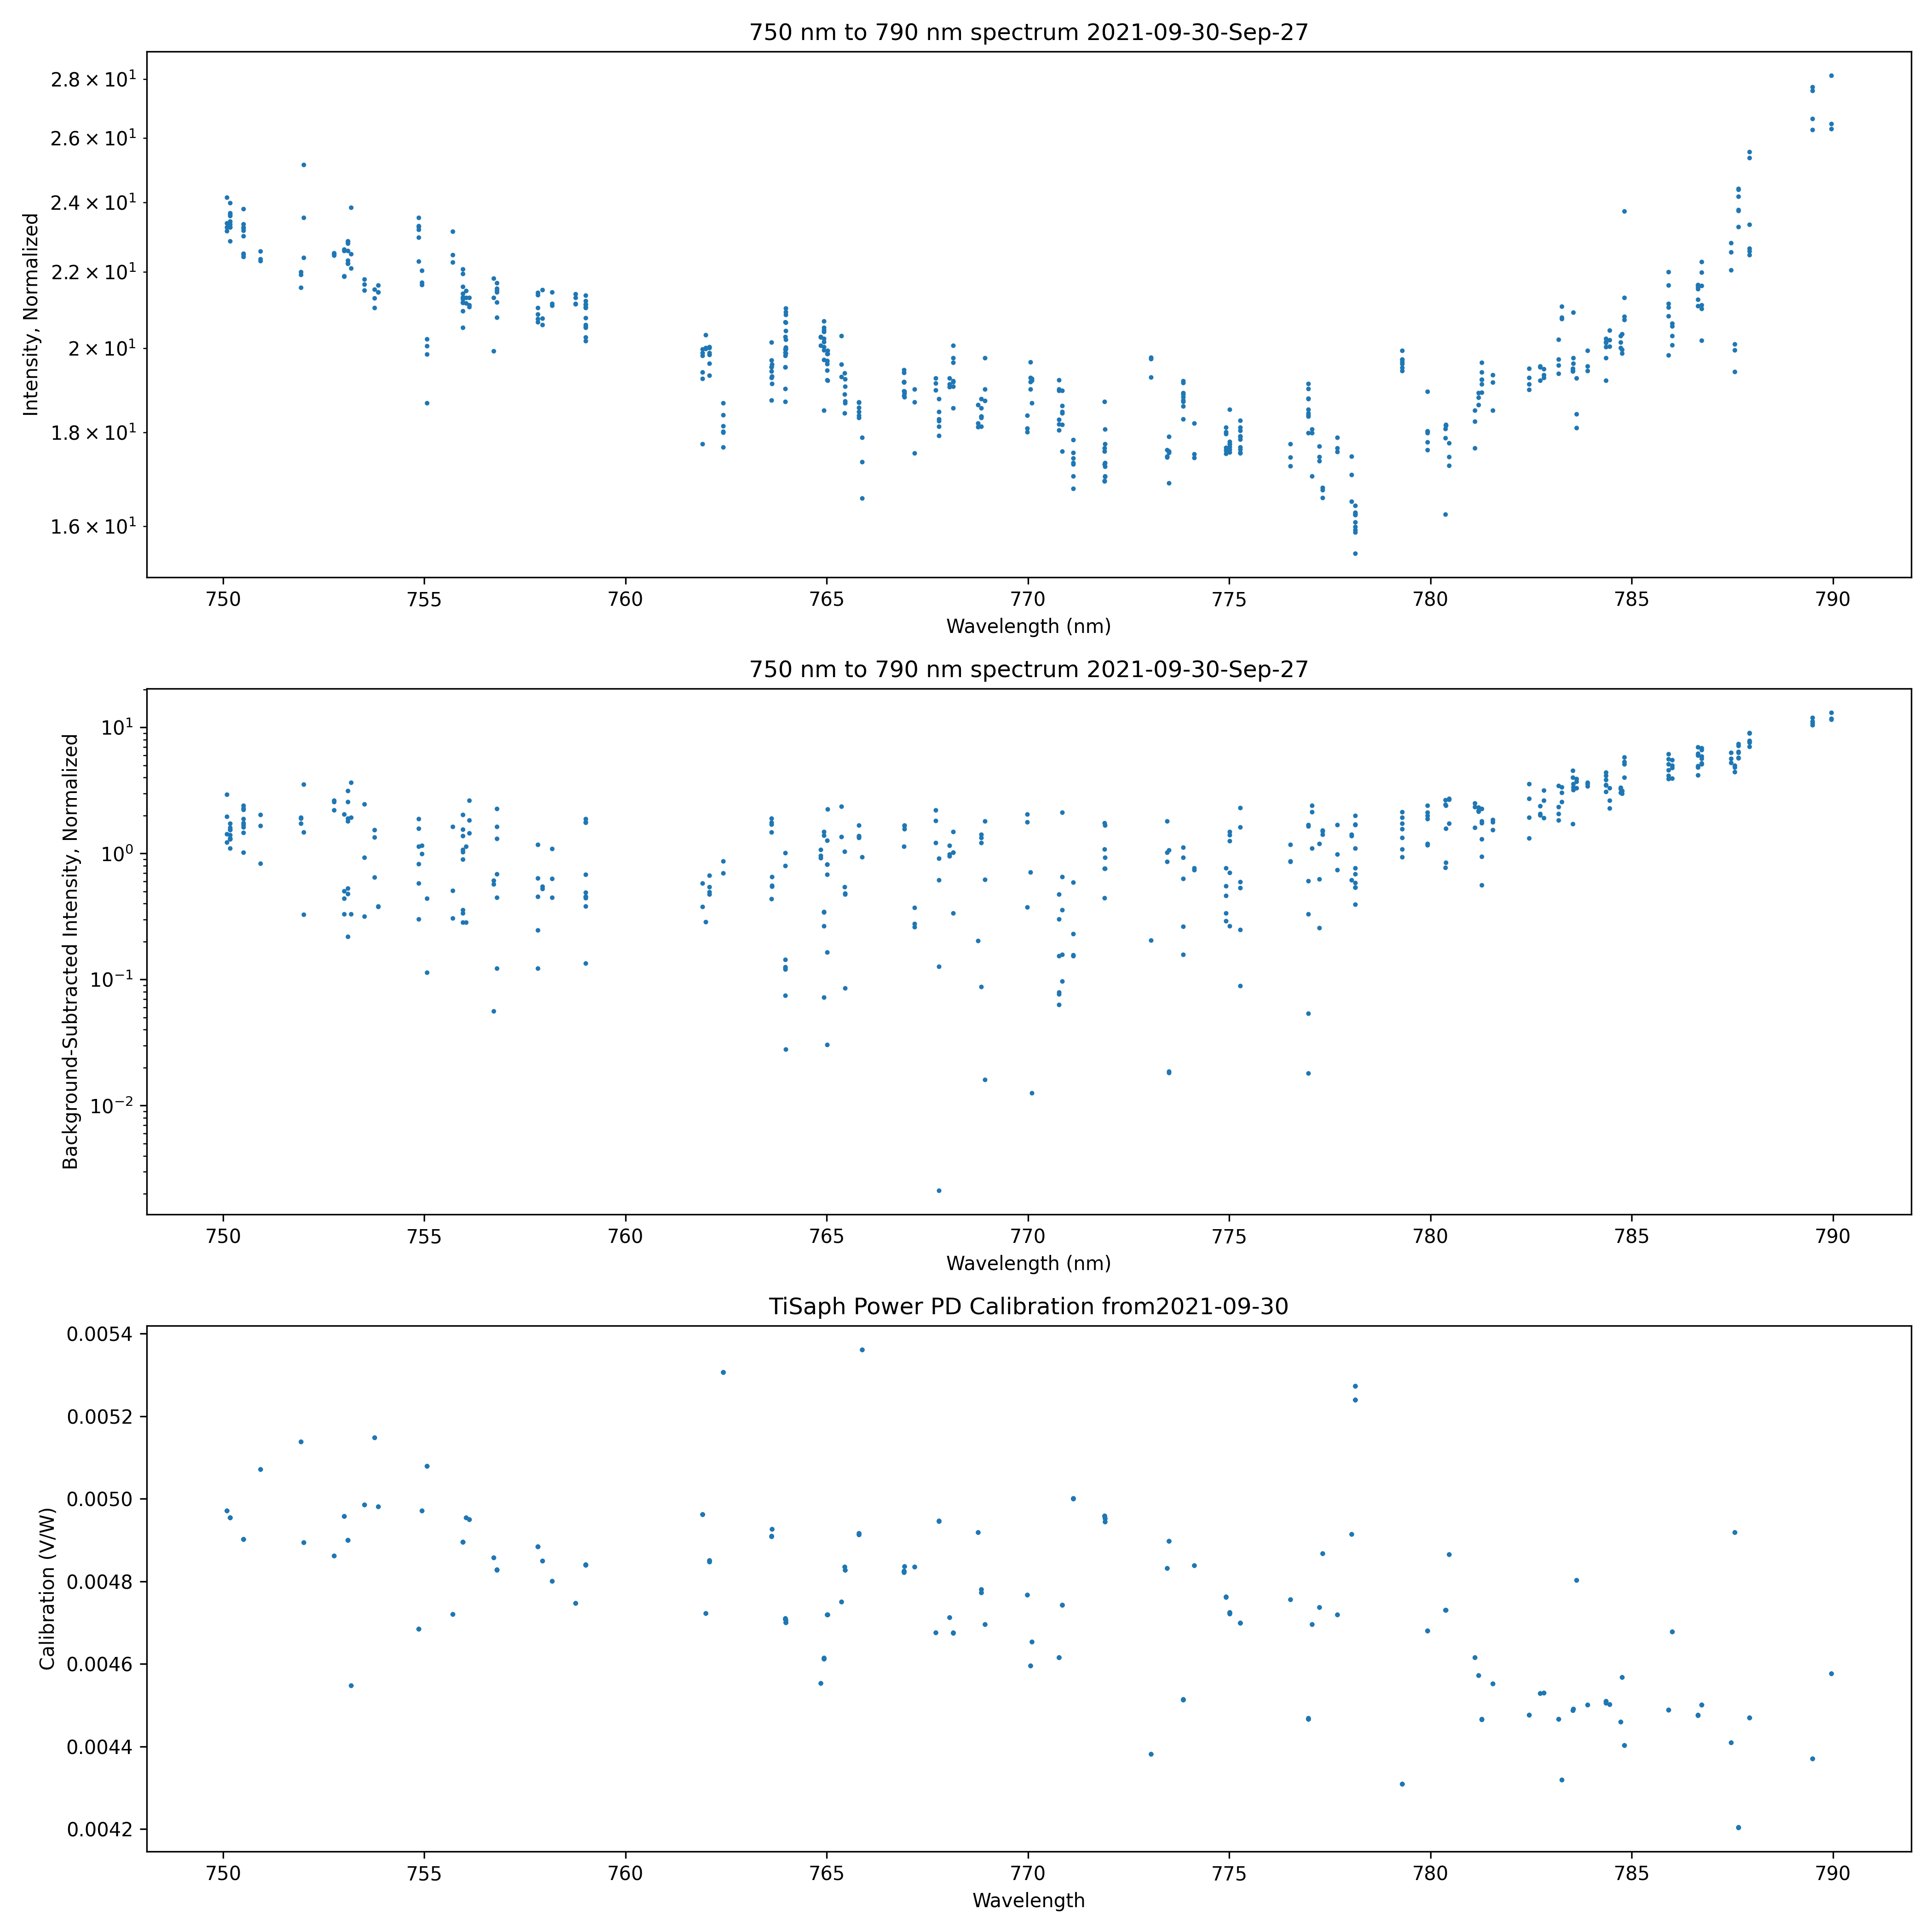 750 nm to 790 nm spectrum 2021-09-30-Sep-27
2.8 × 10¹
2.6 × 10¹
2.4 × 10¹
2.2 × 10¹
2 × 10¹
1.8 × 10¹
1.6 × 10¹
Intensity, Normalized
750 755 760 765 770 775 780 785 790
Wavelength (nm)
750 nm to 790 nm spectrum 2021-09-30-Sep-27
10¹
10⁰
10⁻¹
10⁻²
Background-Subtracted Intensity, Normalized
750 755 760 765 770 775 780 785 790
Wavelength (nm)
TiSaph Power PD Calibration from2021-09-30
0.0054
0.0052
0.0050
0.0048
0.0046
0.0044
0.0042
Calibration (V/W)
750 755 760 765 770 775 780 785 790
Wavelength